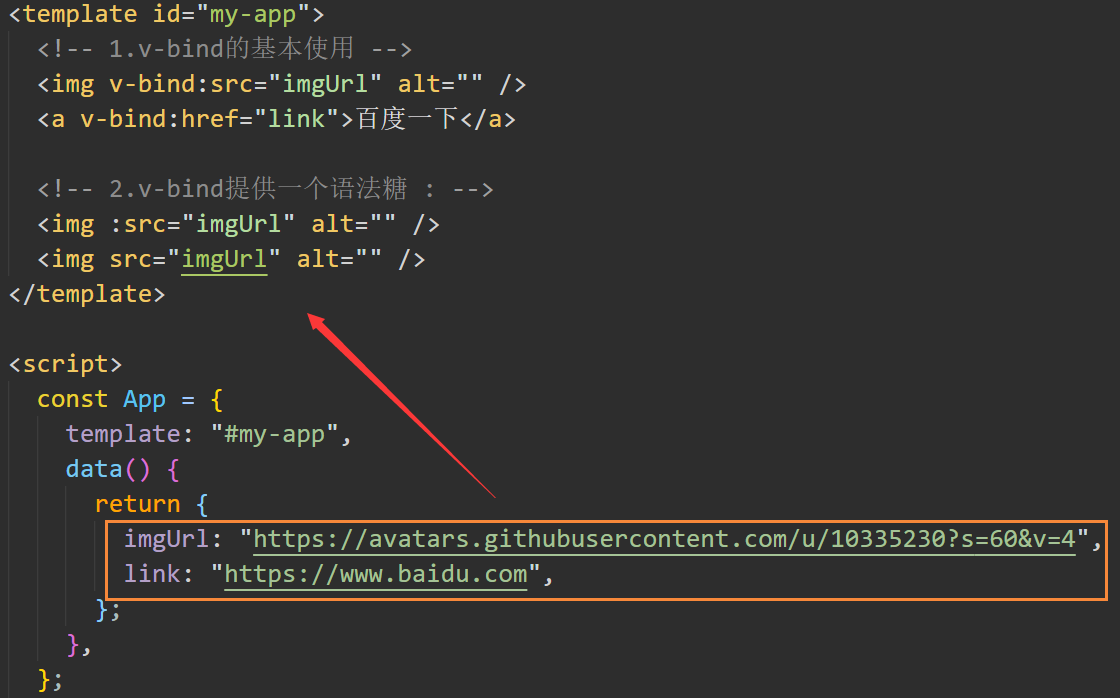 <template id="my-app">
<!-- 1.v-bind的基本使用 -->
<img v-bind:src="imgUrl" alt="" />
<a v-bind:href="link">百度一下</a>
<!-- 2.v-bind提供一个语法糖 : -->
<img :src="imgUrl" alt="" />
<img src="imgUrl" alt="" />
</template>
<script>
const App = {
template: "#my-app",
data() {
return {
imgUrl: "https://avatars.githubusercontent.com/u/10335230?s=60&v=4",
link: "https://www.baidu.com",
};
},
};